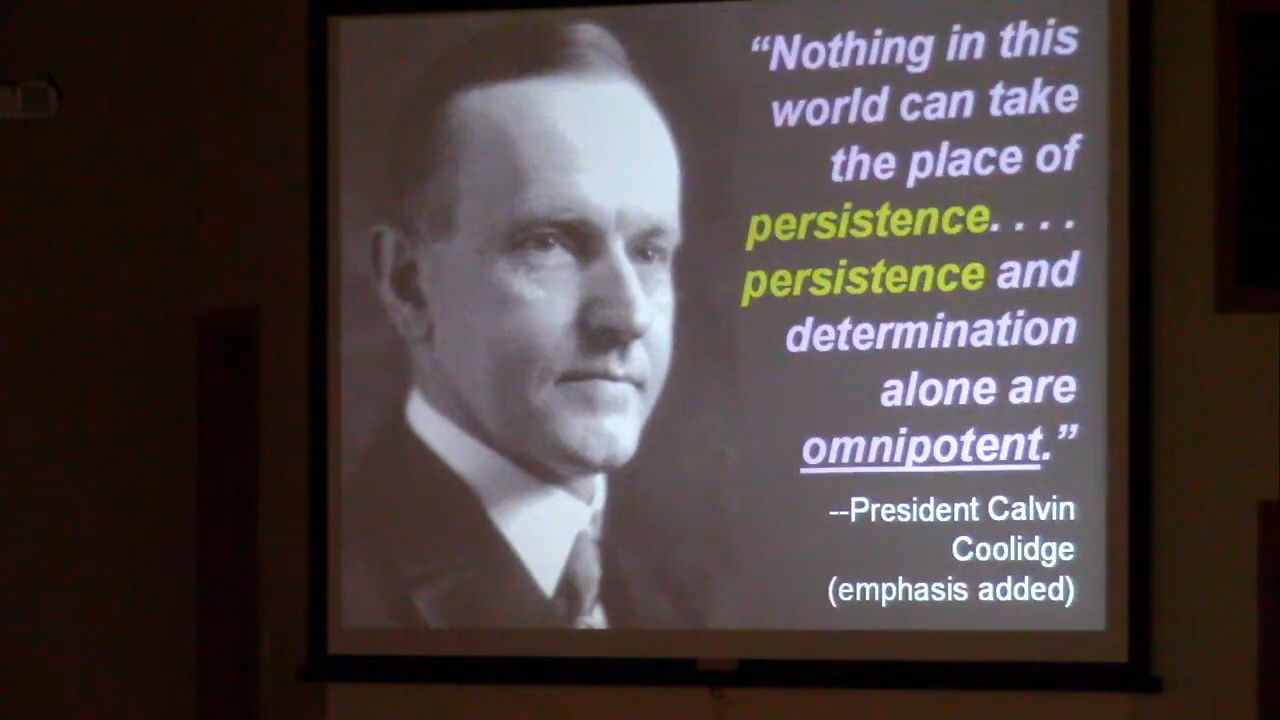 “Nothing in this
world can take
the place of
persistence. . . .
persistence and
determination
alone are
omnipotent.”
--President Calvin
Coolidge
(emphasis added)